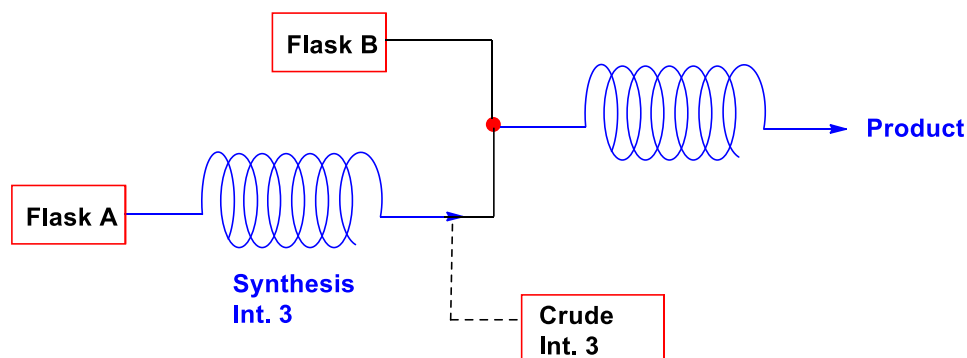 Flask B
Product
Flask A
Synthesis
Int. 3
Crude
Int. 3